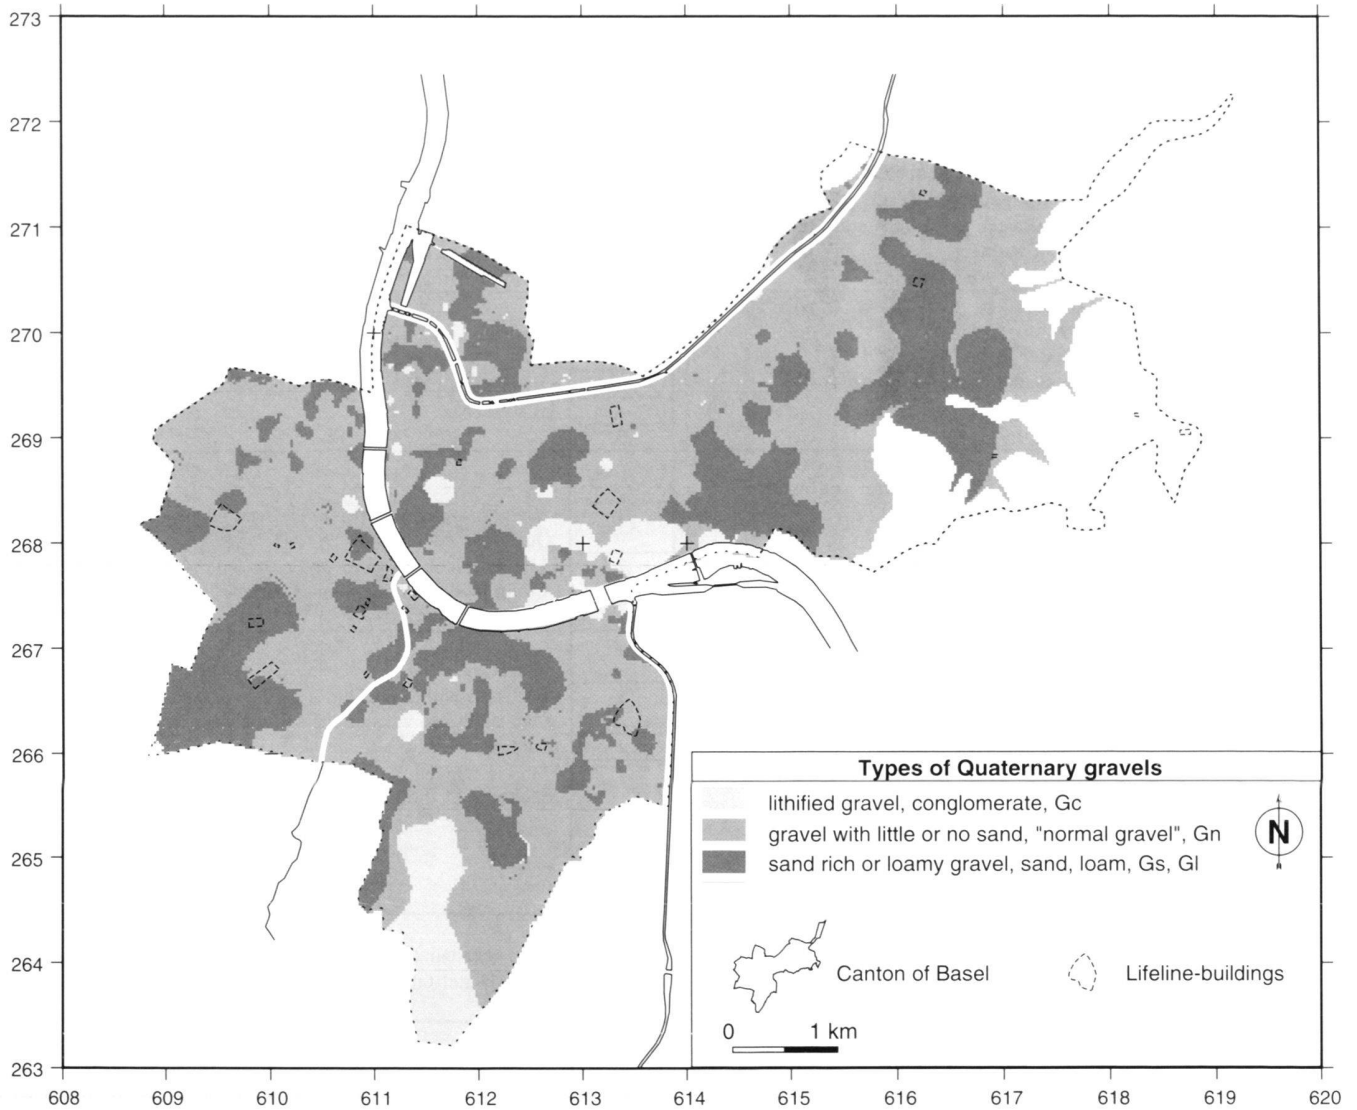 273
272
271
270
269
268
267
266
265
264
263
608 609 610 611 612 613 614 615 616 617 618 619 620
Types of Quaternary gravels
lithified gravel, conglomerate, Gc
gravel with little or no sand, "normal gravel", Gn
sand rich or loamy gravel, sand, loam, Gs, Gl
N
Canton of Basel
Lifeline-buildings
0 1 km